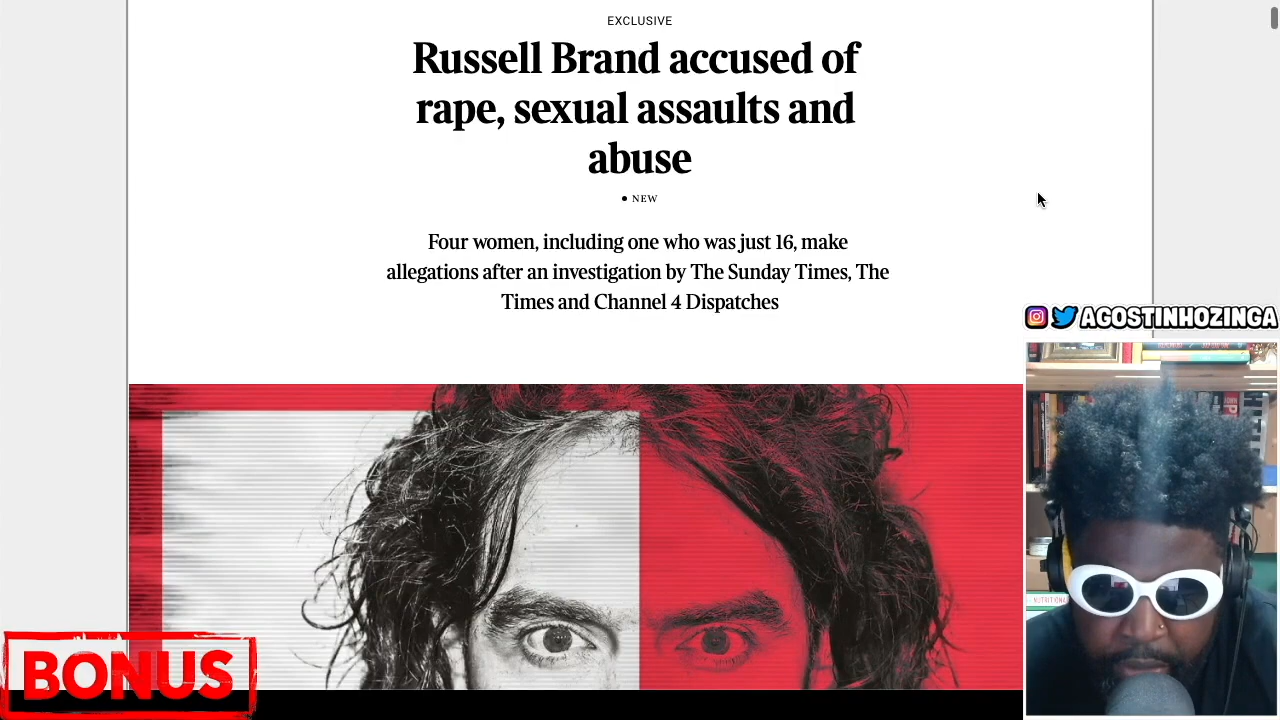 EXCLUSIVE
Russell Brand accused of
rape, sexual assaults and
abuse
• NEW
Four women, including one who was just 16, make
allegations after an investigation by The Sunday Times, The
Times and Channel 4 Dispatches
AGOSTINHOZINGA
BONUS